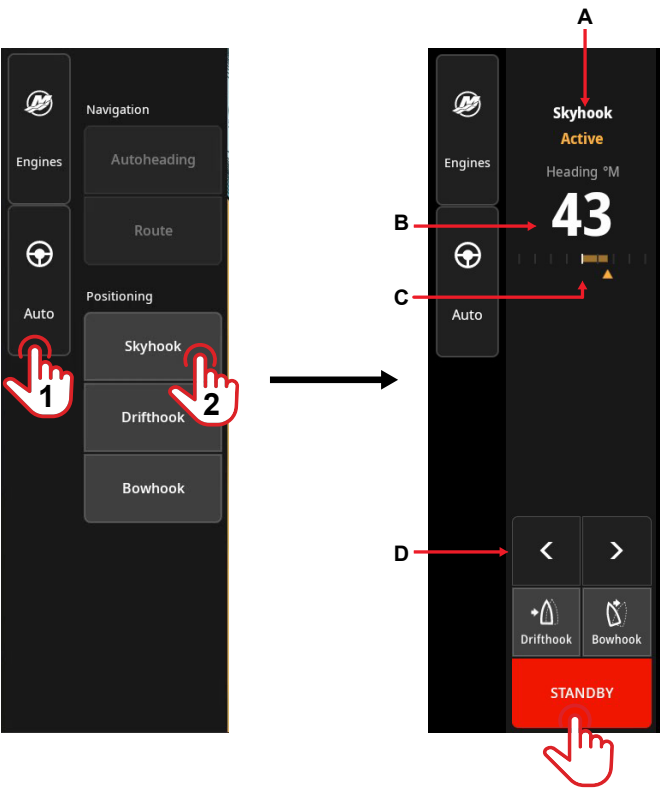 Engines
Auto
1
Navigation
Autoheading
Route
Positioning
Skyhook
2
Drifthook
Bowhook
A
B
C
D
Engines
Auto
Skyhook
Active
Heading °M
43
<
>
Drifthook
Bowhook
STANDBY